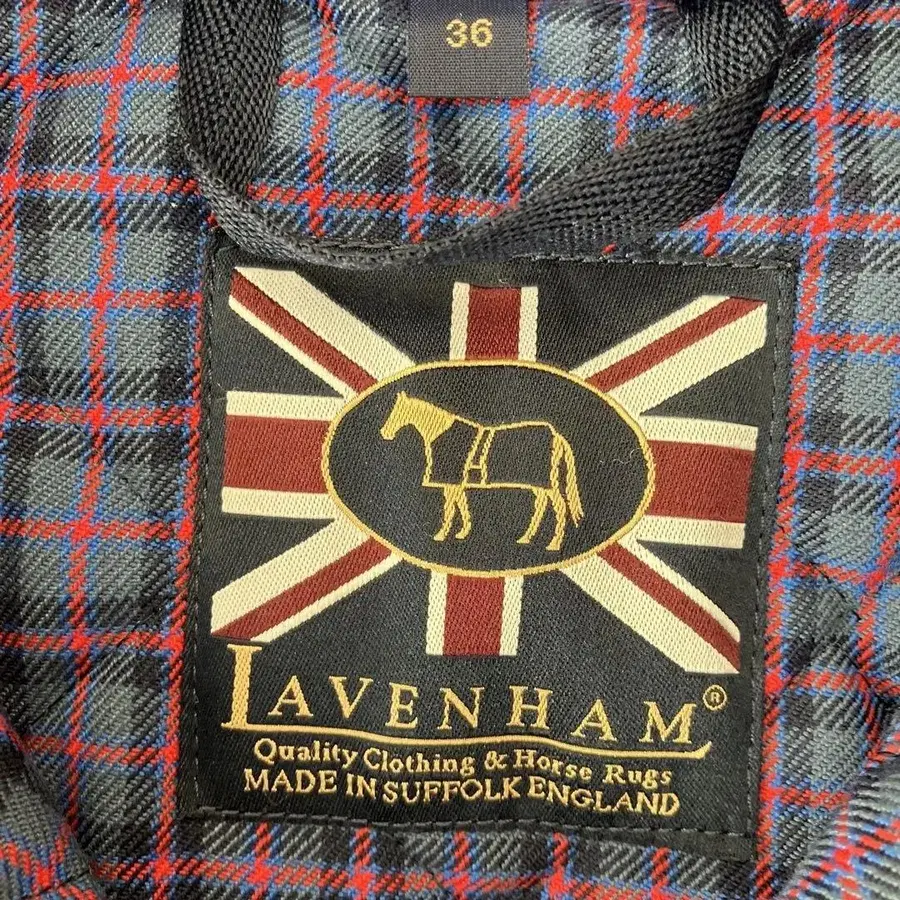 36
LAVENHAM®
Quality Clothing & Horse Rugs
MADE IN SUFFOLK ENGLAND